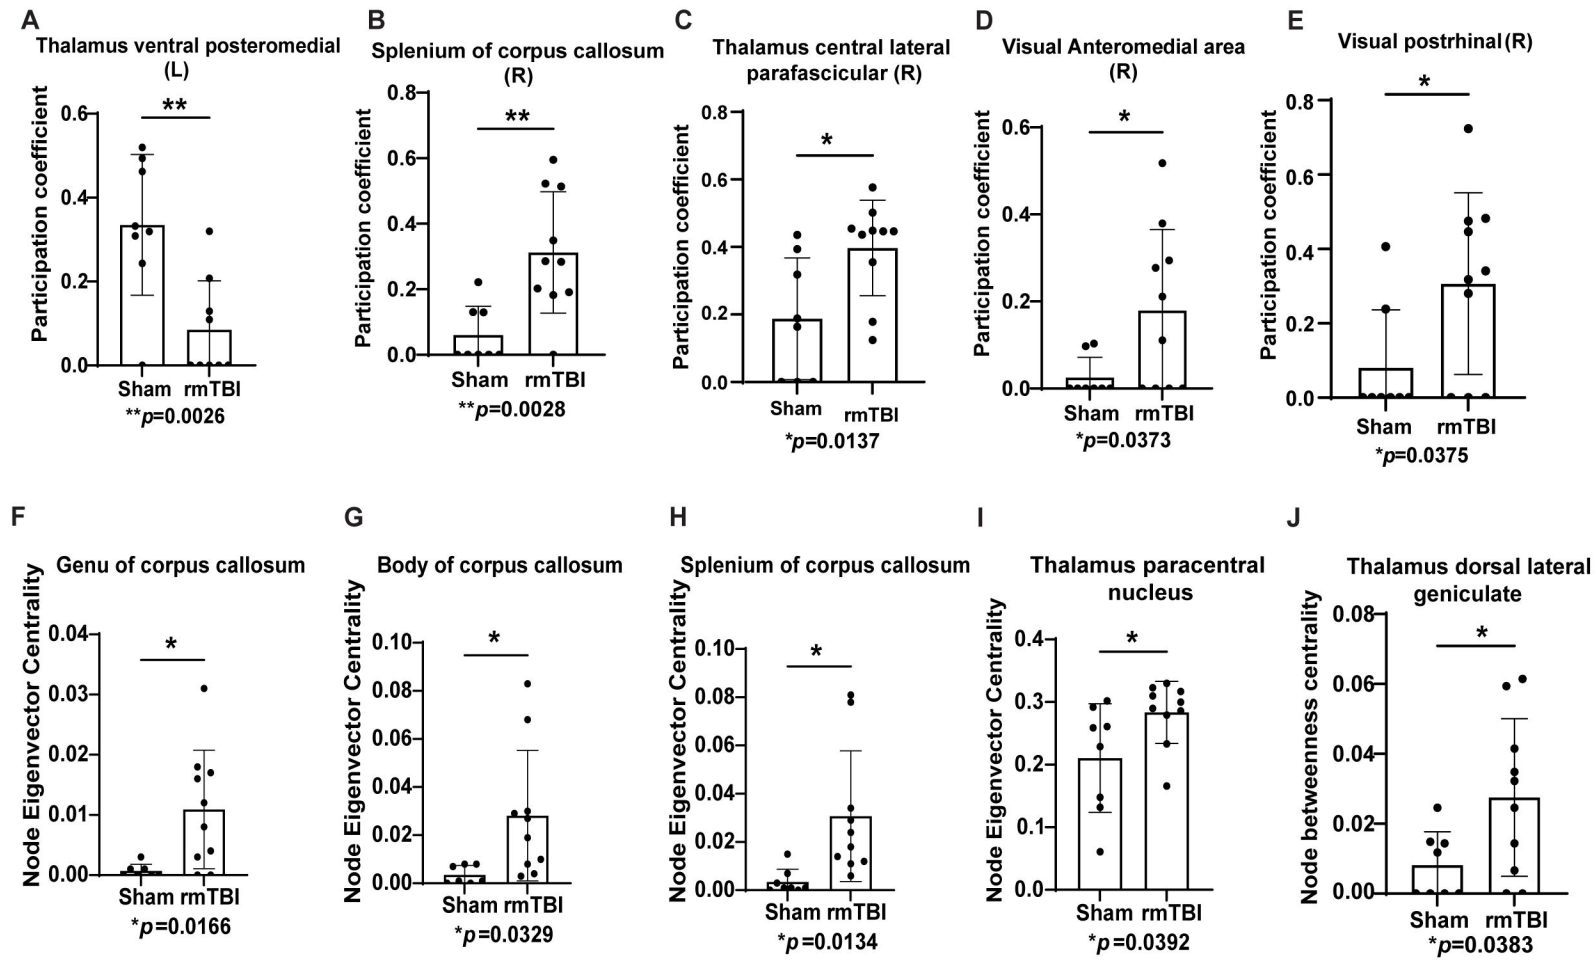 A
Thalamus ventral posteromedial
(L)
Participation coefficient
0.6
0.4
0.2
0.0
**
Sham rmTBI
**p=0.0026
B
Splenium of corpus callosum
(R)
Participation coefficient
0.8
0.6
0.4
0.2
0.0
**
Sham rmTBI
**p=0.0028
C
Thalamus central lateral
parafascicular (R)
Participation coefficient
0.8
0.6
0.4
0.2
0.0
*
Sham rmTBI
*p=0.0137
D
Visual Anteromedial area
(R)
Participation coefficient
0.6
0.4
0.2
0.0
*
Sham rmTBI
*p=0.0373
E
Visual postrhinal (R)
Participation coefficient
0.8
0.6
0.4
0.2
0.0
*
Sham rmTBI
*p=0.0375
F
Genu of corpus callosum
Node Eigenvector Centrality
0.04
0.03
0.02
0.01
0.00
*
Sham rmTBI
*p=0.0166
G
Body of corpus callosum
Node Eigenvector Centrality
0.10
0.08
0.06
0.04
0.02
0.00
*
Sham rmTBI
*p=0.0329
H
Splenium of corpus callosum
Node Eigenvector Centrality
0.10
0.08
0.06
0.04
0.02
0.00
*
Sham rmTBI
*p=0.0134
I
Thalamus paracentral
nucleus
Node Eigenvector Centrality
0.4
0.3
0.2
0.1
0.0
*
Sham rmTBI
*p=0.0392
J
Thalamus dorsal lateral
geniculate
Node betweenness centrality
0.08
0.06
0.04
0.02
0.00
*
Sham rmTBI
*p=0.0383